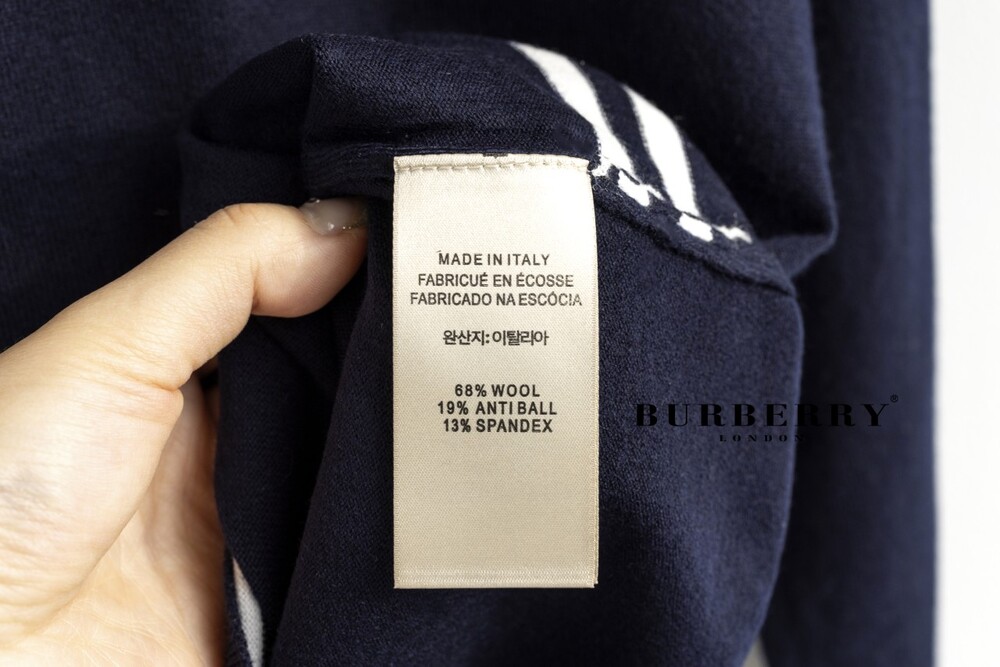 MADE IN ITALY
FABRICUÉ EN ÉCOSSE
FABRICADO NA ESCÓCIA
완산지: 이탈리아
68% WOOL
19% ANTI BALL
13% SPANDEX
BURBERRY®
LONDON